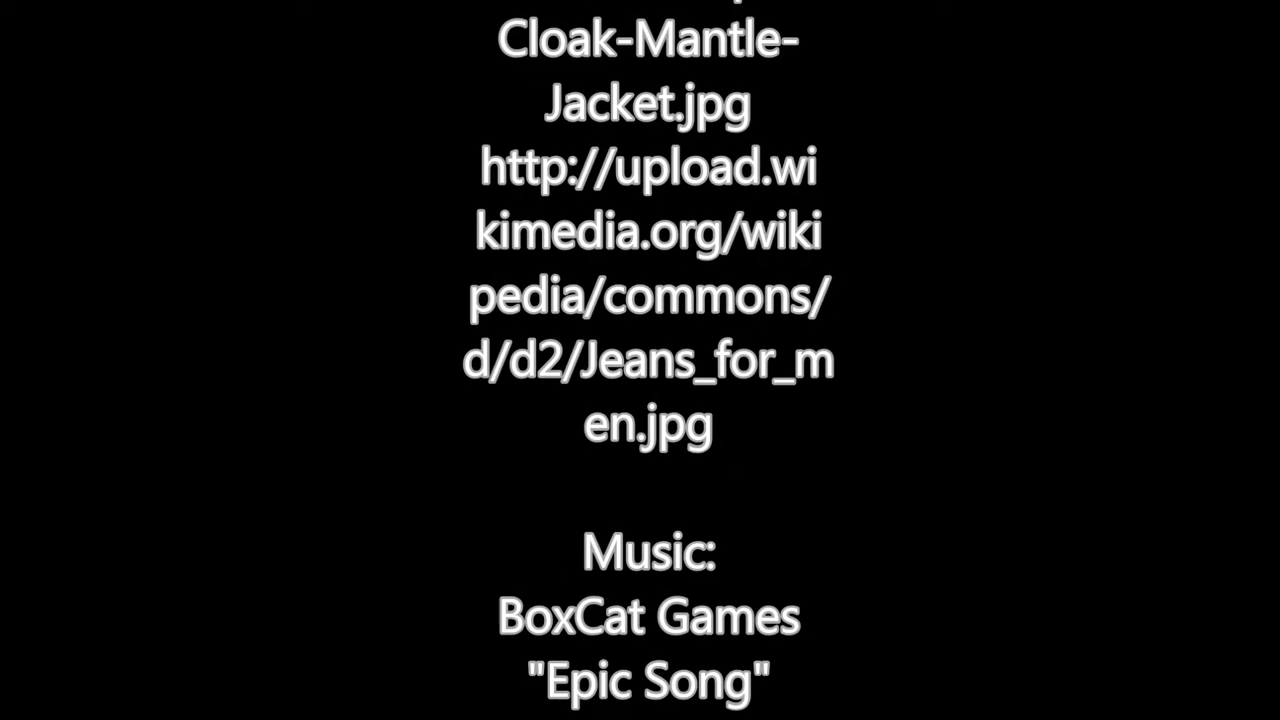 Cloak-Mantle-
Jacket.jpg
http://upload.wi
kimedia.org/wiki
pedia/commons/
d/d2/Jeans_for_m
en.jpg
Music:
BoxCat Games
"Epic Song"